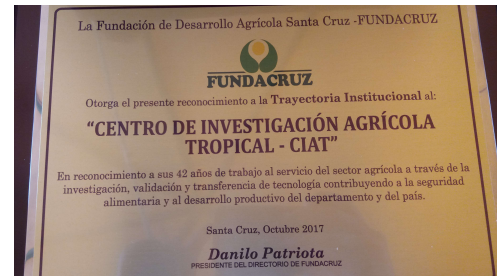 La Fundación de Desarrollo Agrícola Santa Cruz -FUNDACRUZ
FUNDACRUZ
Otorga el presente reconocimiento a la Trayectoria Institucional al:
“CENTRO DE INVESTIGACIÓN AGRÍCOLA
TROPICAL - CIAT”
En reconocimiento a sus 42 años de trabajo al servicio del sector agrícola a través de la
investigación, validación y transferencia de tecnología contribuyendo a la seguridad
alimentaria y al desarrollo productivo del departamento y del país.
Santa Cruz, Octubre 2017
Danilo Patriota
PRESIDENTE DEL DIRECTORIO DE FUNDACRUZ